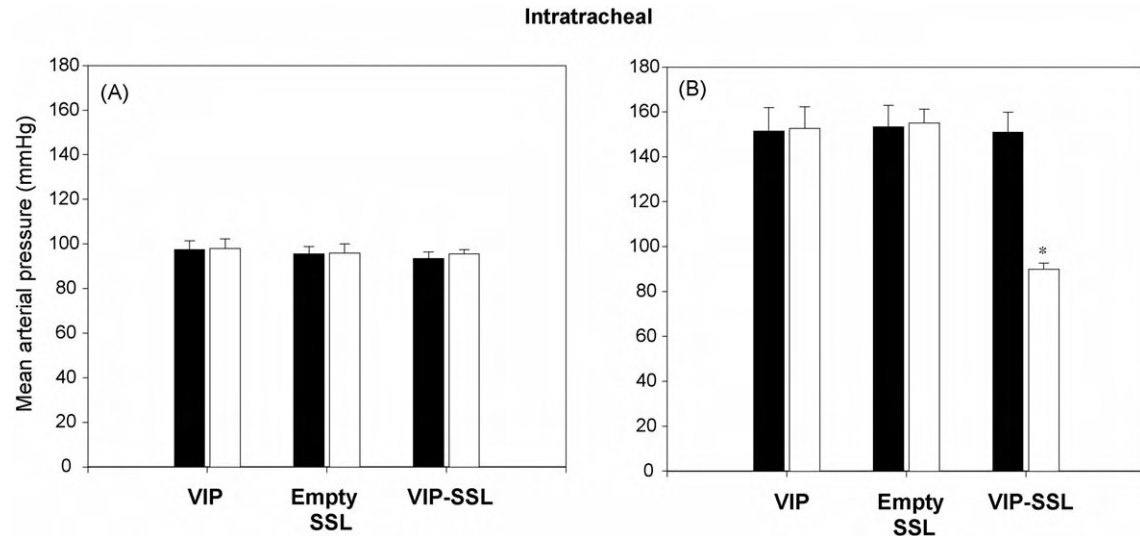 Intratracheal
Mean arterial pressure (mmHg)
(A)
180
160
140
120
100
80
60
40
20
0
VIP
Empty
SSL
VIP-SSL
(B)
180
160
140
120
100
80
60
40
20
0
*
VIP
Empty
SSL
VIP-SSL